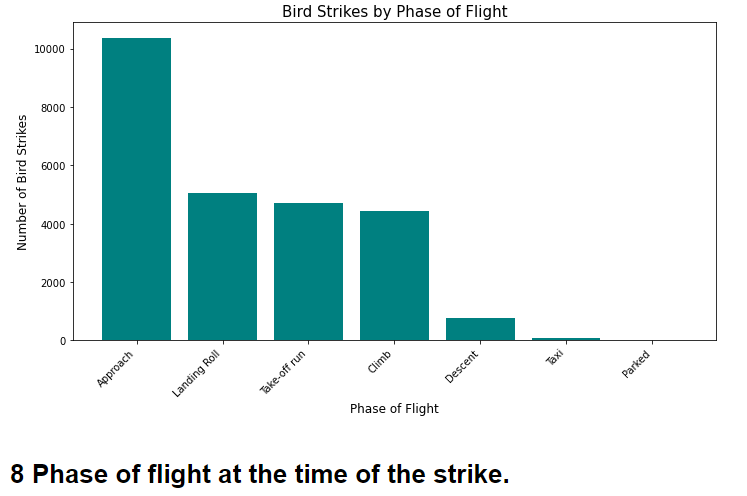 Bird Strikes by Phase of Flight
10000
8000
6000
4000
2000
0
Number of Bird Strikes
Approach
Landing Roll
Take-off run
Climb
Descent
Taxi
Parked
Phase of Flight
8 Phase of flight at the time of the strike.